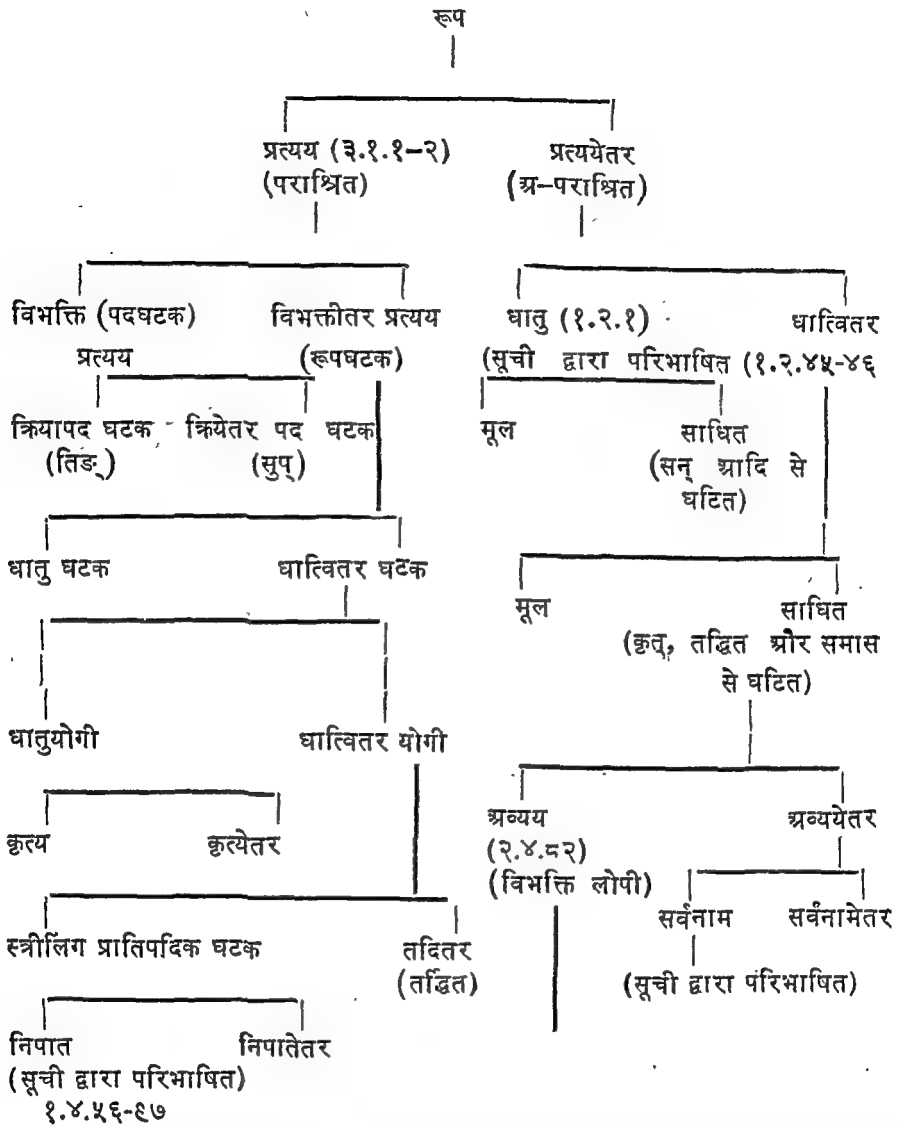 रूप
प्रत्यय (३.१.१-२) प्रत्ययेतर
(पराश्रित) (अ-पराश्रित)
विभक्ति (पदघटक) विभक्तीतर प्रत्यय धातु (१.२.१) धात्वितर
प्रत्यय (रूपघटक) (सूची द्वारा परिभाषित (१.२.४५-४६
क्रियापद घटक - क्रियेतर पद घटक मूल साधित
(तिङ्) (सुप्) (सन् आदि से
घटित)
धातु घटक धात्वितर घटक
मूल साधित
(कृत्, तद्धित और समास
से घटित)
धातुयोगी धात्वितर योगी
अव्यय अव्ययेतर
कृत्य कृत्येतर (२.४.८२)
(विभक्ति लोपी)
सर्वनाम सर्वनामेतर
स्त्रीलिंग प्रातिपदिक घटक तदितर
(तद्धित) (सूची द्वारा परिभाषित)
निपात निपातेतर
(सूची द्वारा परिभाषित)
१.४.५६-९७